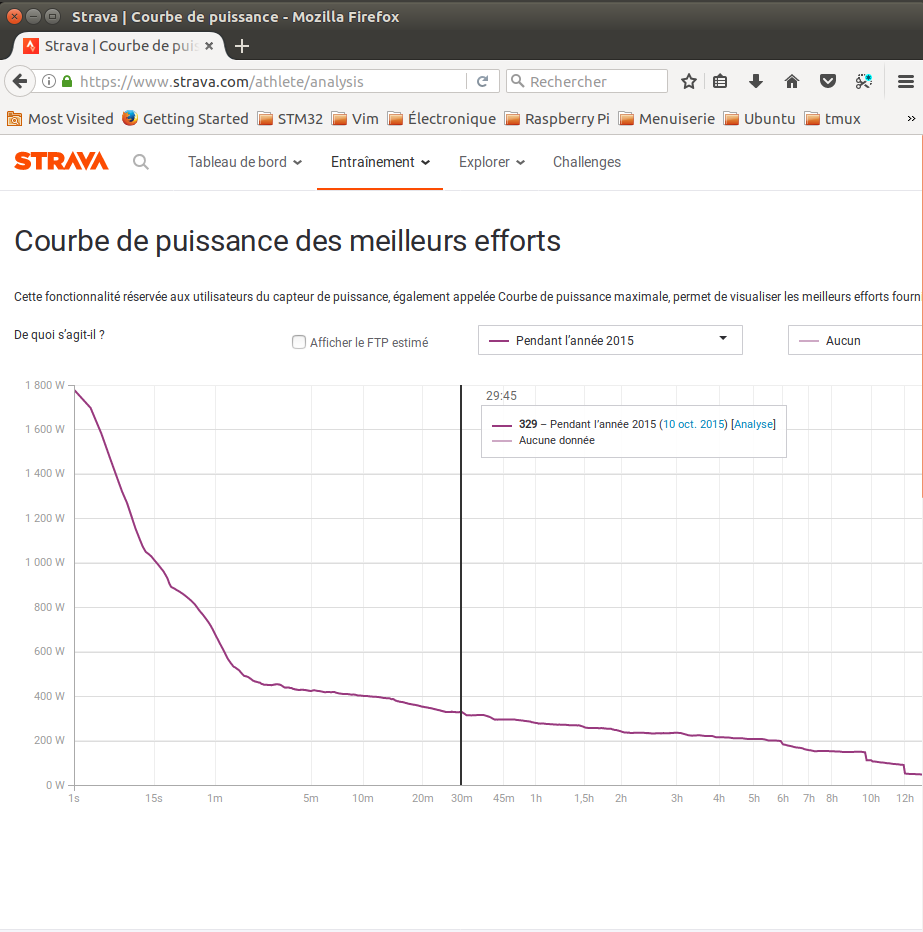 Strava | Courbe de puissance - Mozilla Firefox
Strava | Courbe de puis
https://www.strava.com/athlete/analysis
Rechercher
Most Visited Getting Started STM32 Vim Électronique Raspberry Pi Menuiserie Ubuntu tmux »
STRAVA Tableau de bord Entraînement Explorer Challenges
Courbe de puissance des meilleurs efforts
Cette fonctionnalité réservée aux utilisateurs du capteur de puissance, également appelée Courbe de puissance maximale, permet de visualiser les meilleurs efforts fourn
De quoi s'agit-il ? Afficher le FTP estimé Pendant l'année 2015 Aucun
29:45
329 – Pendant l'année 2015 (10 oct. 2015) [Analyse]
Aucune donnée
1 800 W
1 600 W
1 400 W
1 200 W
1 000 W
800 W
600 W
400 W
200 W
0 W
1s 15s 1m 5m 10m 20m 30m 45m 1h 1,5h 2h 3h 4h 5h 6h 7h 8h 10h 12h